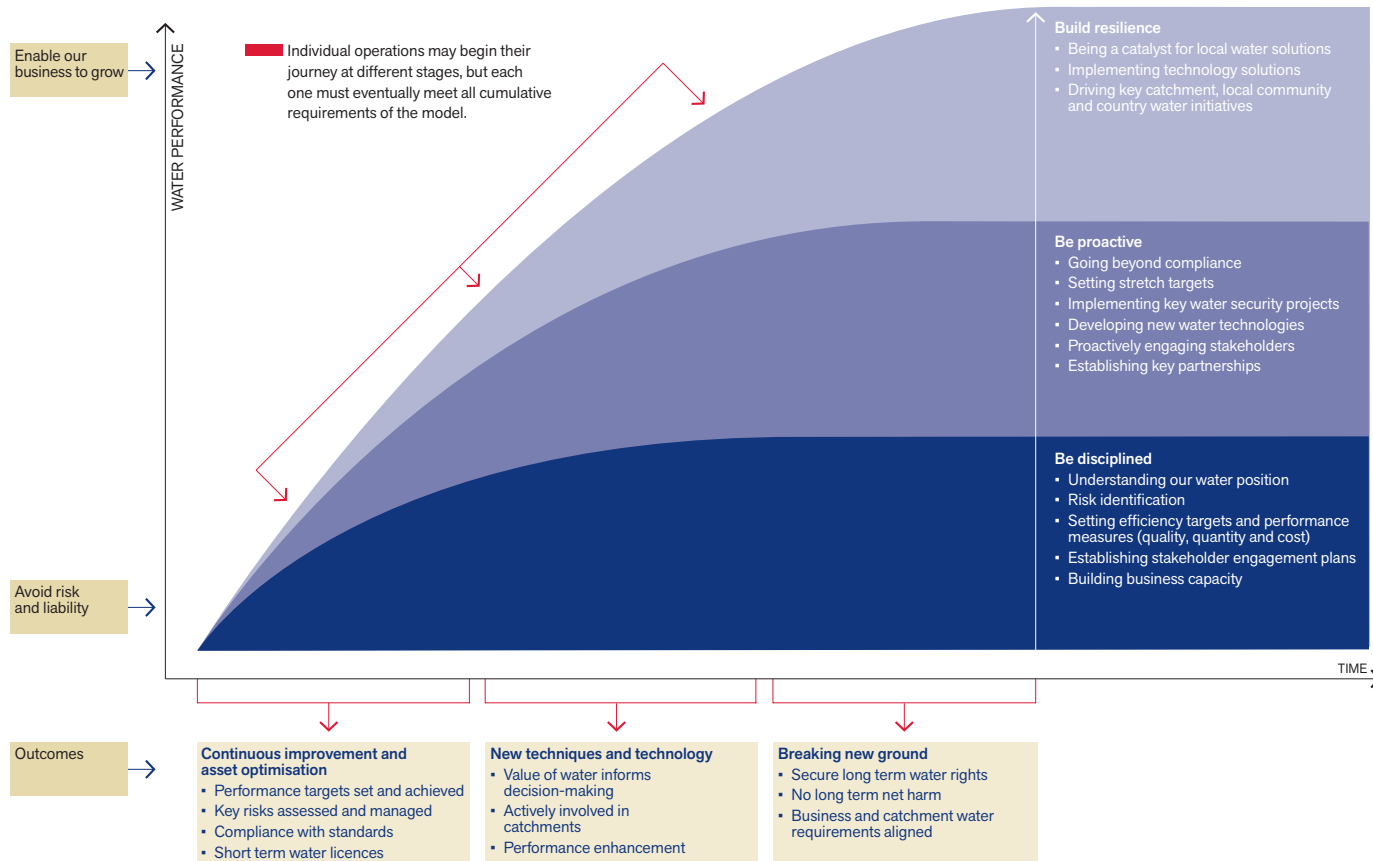 Enable our
business to grow
WATER PERFORMANCE
Individual operations may begin their
journey at different stages, but each
one must eventually meet all cumulative
requirements of the model.
Build resilience
▪ Being a catalyst for local water solutions
▪ Implementing technology solutions
▪ Driving key catchment, local community
and country water initiatives
Be proactive
▪ Going beyond compliance
▪ Setting stretch targets
▪ Implementing key water security projects
▪ Developing new water technologies
▪ Proactively engaging stakeholders
▪ Establishing key partnerships
Be disciplined
▪ Understanding our water position
▪ Risk identification
▪ Setting efficiency targets and performance
measures (quality, quantity and cost)
▪ Establishing stakeholder engagement plans
▪ Building business capacity
Avoid risk
and liability
TIME
Outcomes
Continuous improvement and
asset optimisation
▪ Performance targets set and achieved
▪ Key risks assessed and managed
▪ Compliance with standards
▪ Short term water licences
New techniques and technology
▪ Value of water informs
decision-making
▪ Actively involved in
catchments
▪ Performance enhancement
Breaking new ground
▪ Secure long term water rights
▪ No long term net harm
▪ Business and catchment water
requirements aligned